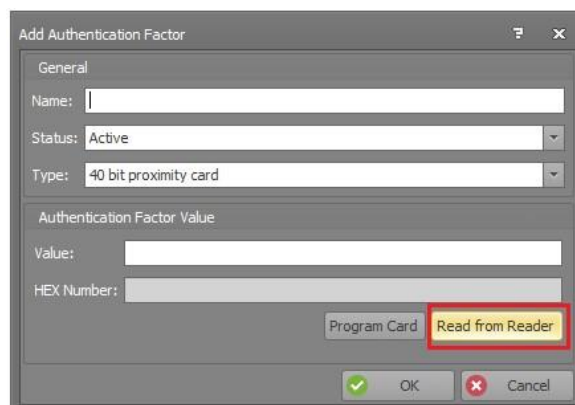 Add Authentication Factor
General
Name:
Status: Active
Type: 40 bit proximity card
Authentication Factor Value
Value:
HEX Number:
Program Card Read from Reader
OK Cancel